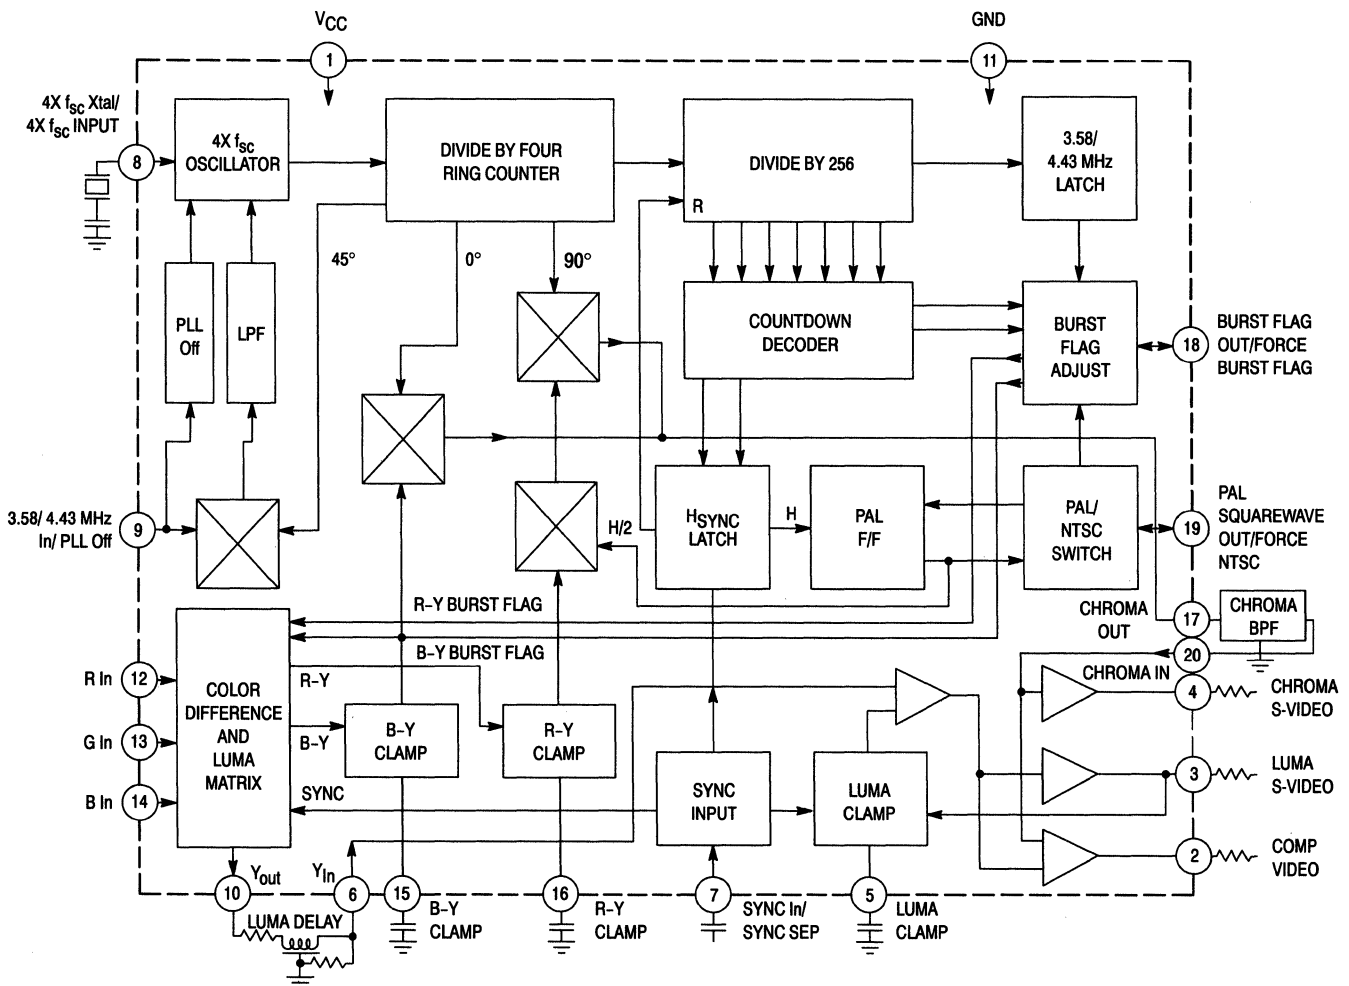 VCC
GND
1
11
4X fsc Xtal/
4X fsc INPUT
8
4X fsc
OSCILLATOR
DIVIDE BY FOUR
RING COUNTER
DIVIDE BY 256
R
3.58/
4.43 MHz
LATCH
45°
0°
90°
PLL
Off
LPF
COUNTDOWN
DECODER
BURST
FLAG
ADJUST
18
BURST FLAG
OUT/FORCE
BURST FLAG
3.58/ 4.43 MHz
In/ PLL Off
9
H/2
HSYNC
LATCH
H
PAL
F/F
PAL/
NTSC
SWITCH
19
PAL
SQUAREWAVE
OUT/FORCE
NTSC
R–Y BURST FLAG
B–Y BURST FLAG
CHROMA
OUT
17
CHROMA
BPF
20
CHROMA IN
R In
12
G In
13
B In
14
COLOR
DIFFERENCE
AND
LUMA
MATRIX
R–Y
B–Y
SYNC
B–Y
CLAMP
R–Y
CLAMP
SYNC
INPUT
LUMA
CLAMP
4
CHROMA
S-VIDEO
3
LUMA
S-VIDEO
2
COMP
VIDEO
10
Yout
YIn
6
15
B–Y
CLAMP
16
R–Y
CLAMP
7
SYNC In/
SYNC SEP
5
LUMA
CLAMP
LUMA DELAY